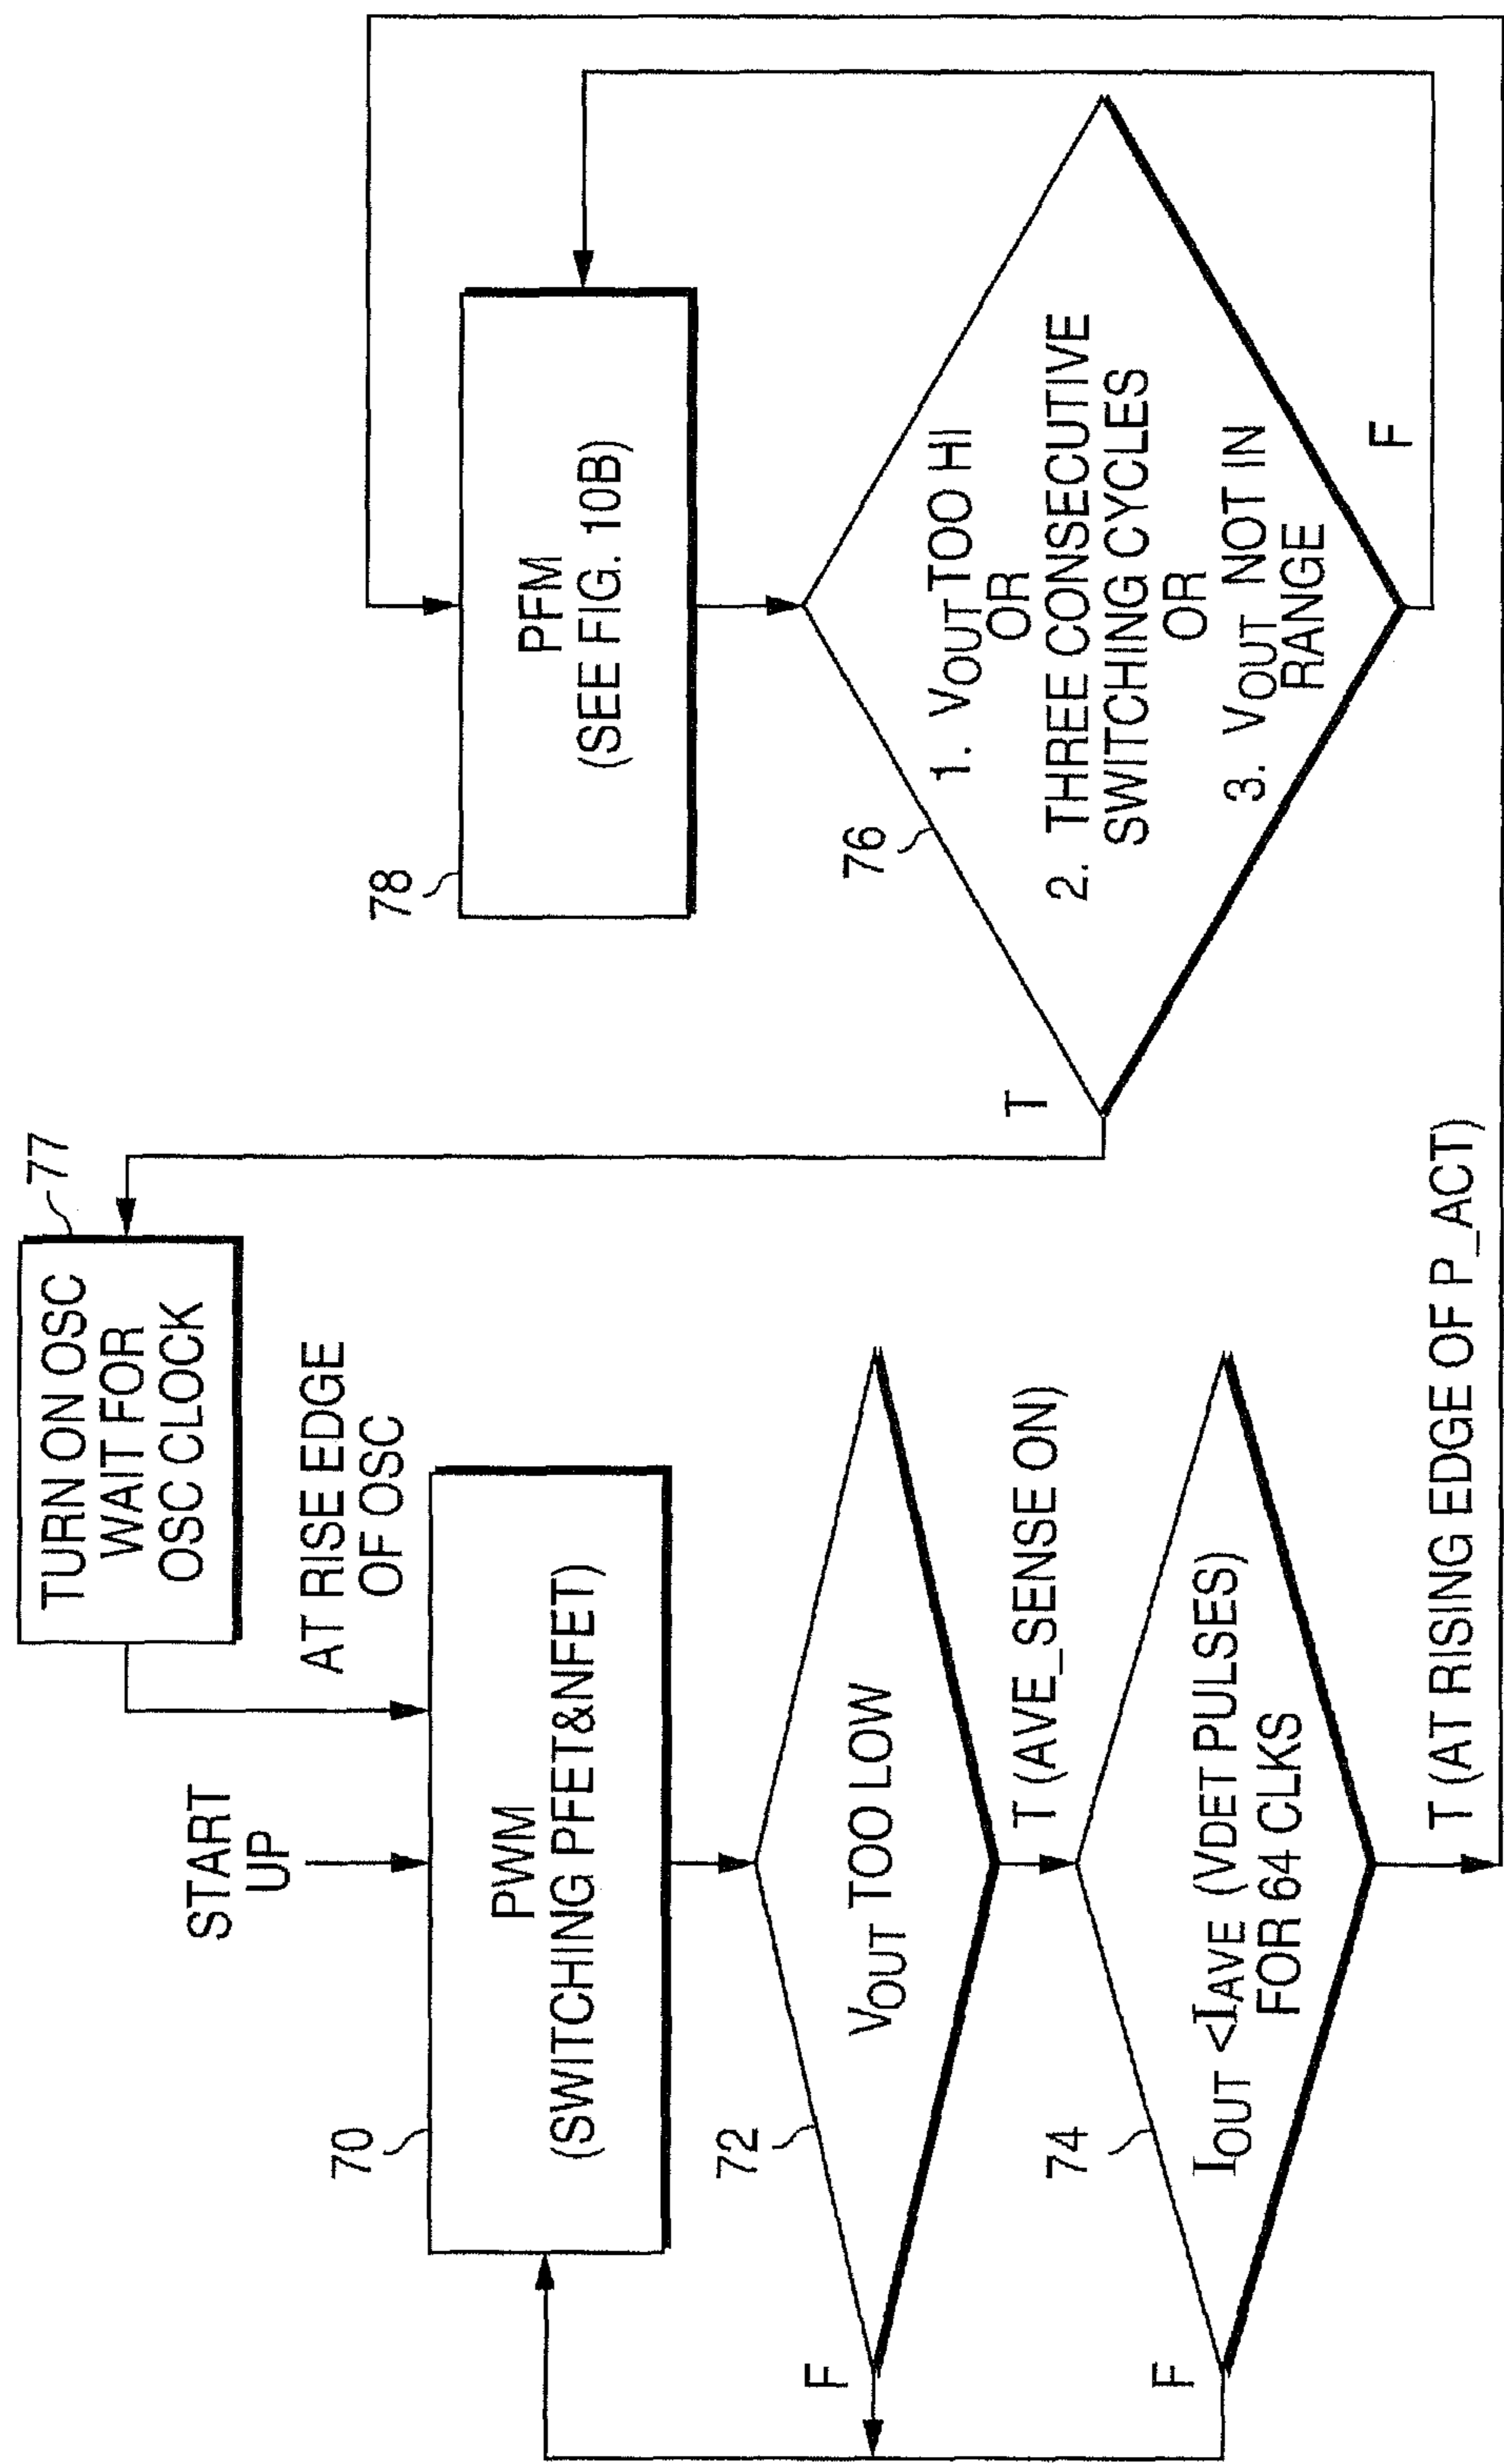 START
UP
TURN ON OSC
WAIT FOR
OSC CLOCK
77
AT RISE EDGE
OF OSC
70
PWM
(SWITCHING PFET&NFET)
72
VOUT TOO LOW
F
T (AVE_SENSE ON)
74
IOUT <IAVE (VDET PULSES)
FOR 64 CLKS
F
T (AT RISING EDGE OF P_ACT)
78
PFM
(SEE FIG. 10B)
76
1. VOUT TOO HI
OR
2. THREE CONSECUTIVE
SWITCHING CYCLES
OR
3. VOUT NOT IN
RANGE
T
F